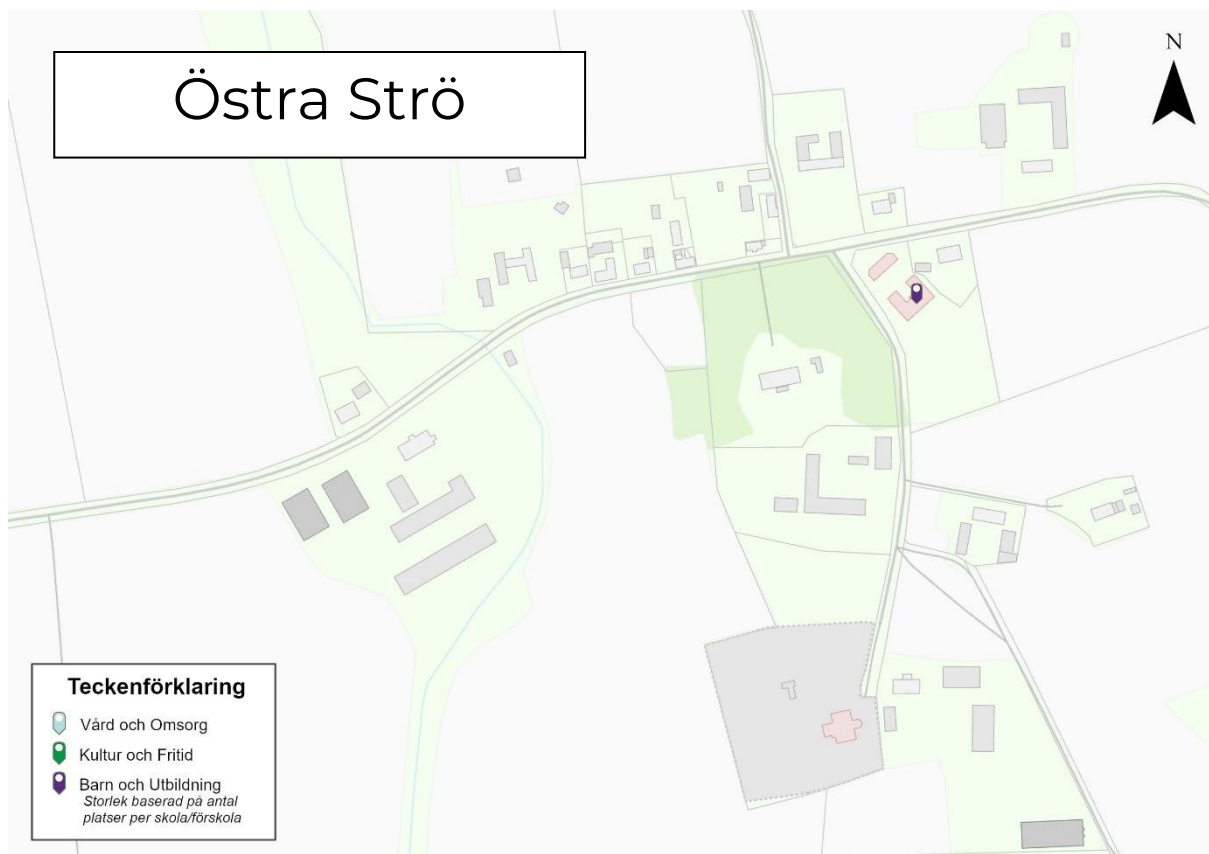 Östra Strö
N
Teckenförklaring
Vård och Omsorg
Kultur och Fritid
Barn och Utbildning
Storlek baserad på antal
platser per skola/förskola